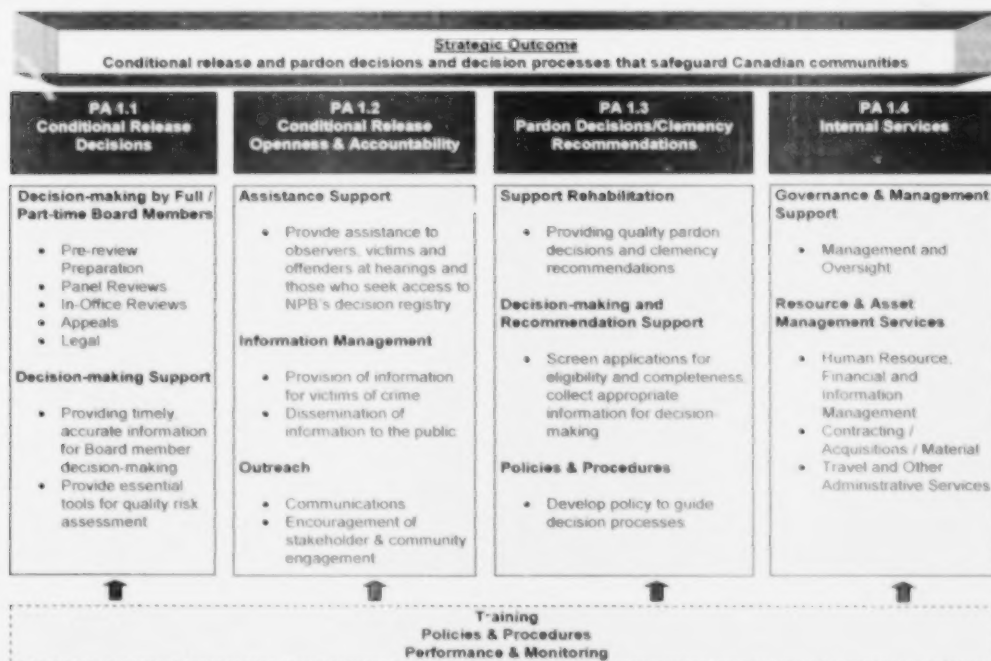 Strategic Outcome
Conditional release and pardon decisions and decision processes that safeguard Canadian communities
PA 1.1
Conditional Release
Decisions
Decision-making by Full /
Part-time Board Members
• Pre-review
Preparation
• Panel Reviews
• In-Office Reviews
• Appeals
• Legal
Decision-making Support
• Providing timely,
accurate information
for Board member
decision-making
• Provide essential
tools for quality risk
assessment
PA 1.2
Conditional Release
Openness & Accountability
Assistance Support
• Provide assistance to
observers, victims and
offenders at hearings and
those who seek access to
NPB's decision registry
Information Management
• Provision of information
for victims of crime
• Dissemination of
information to the public
Outreach
• Communications
• Encouragement of
stakeholder & community
engagement
PA 1.3
Pardon Decisions/Clemency
Recommendations
Support Rehabilitation
• Providing quality pardon
decisions and clemency
recommendations
Decision-making and
Recommendation Support
• Screen applications for
eligibility and completeness,
collect appropriate
information for decision-
making
Policies & Procedures
• Develop policy to guide
decision processes
PA 1.4
Internal Services
Governance & Management
Support
• Management and
Oversight
Resource & Asset
Management Services
• Human Resource,
Financial and
Information
Management
• Contracting /
Acquisitions / Material
• Travel and Other
Administrative Services
Training
Policies & Procedures
Performance & Monitoring